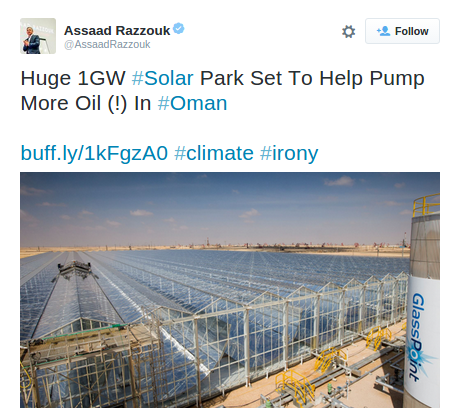 Assaad Razzouk
@AssaadRazzouk
Follow
Huge 1GW #Solar Park Set To Help Pump
More Oil (!) In #Oman
buff.ly/1kFgzA0 #climate #irony
GlassPoint